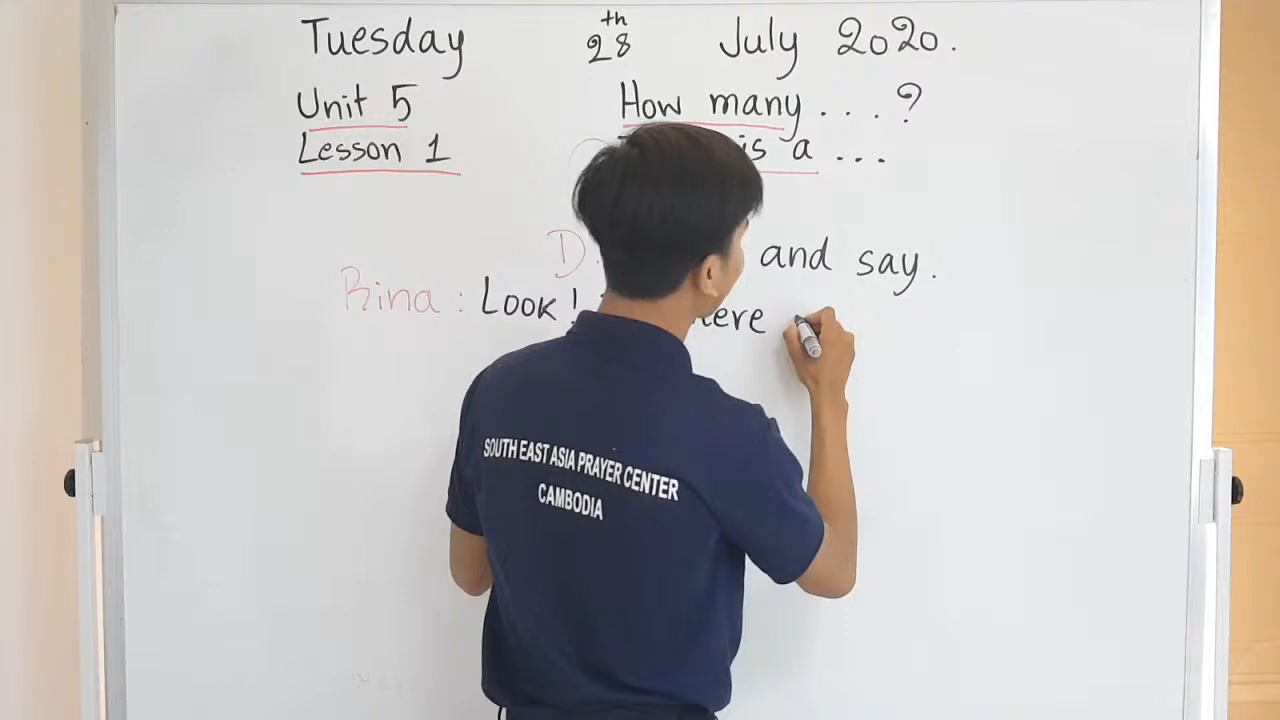 Tuesday 28th July 2020.
Unit 5 How many . . . . ?
Lesson 1 is a ...
D. and say.
Rina : Look!
SOUTH EAST ASIA PRAYER CENTER
CAMBODIA